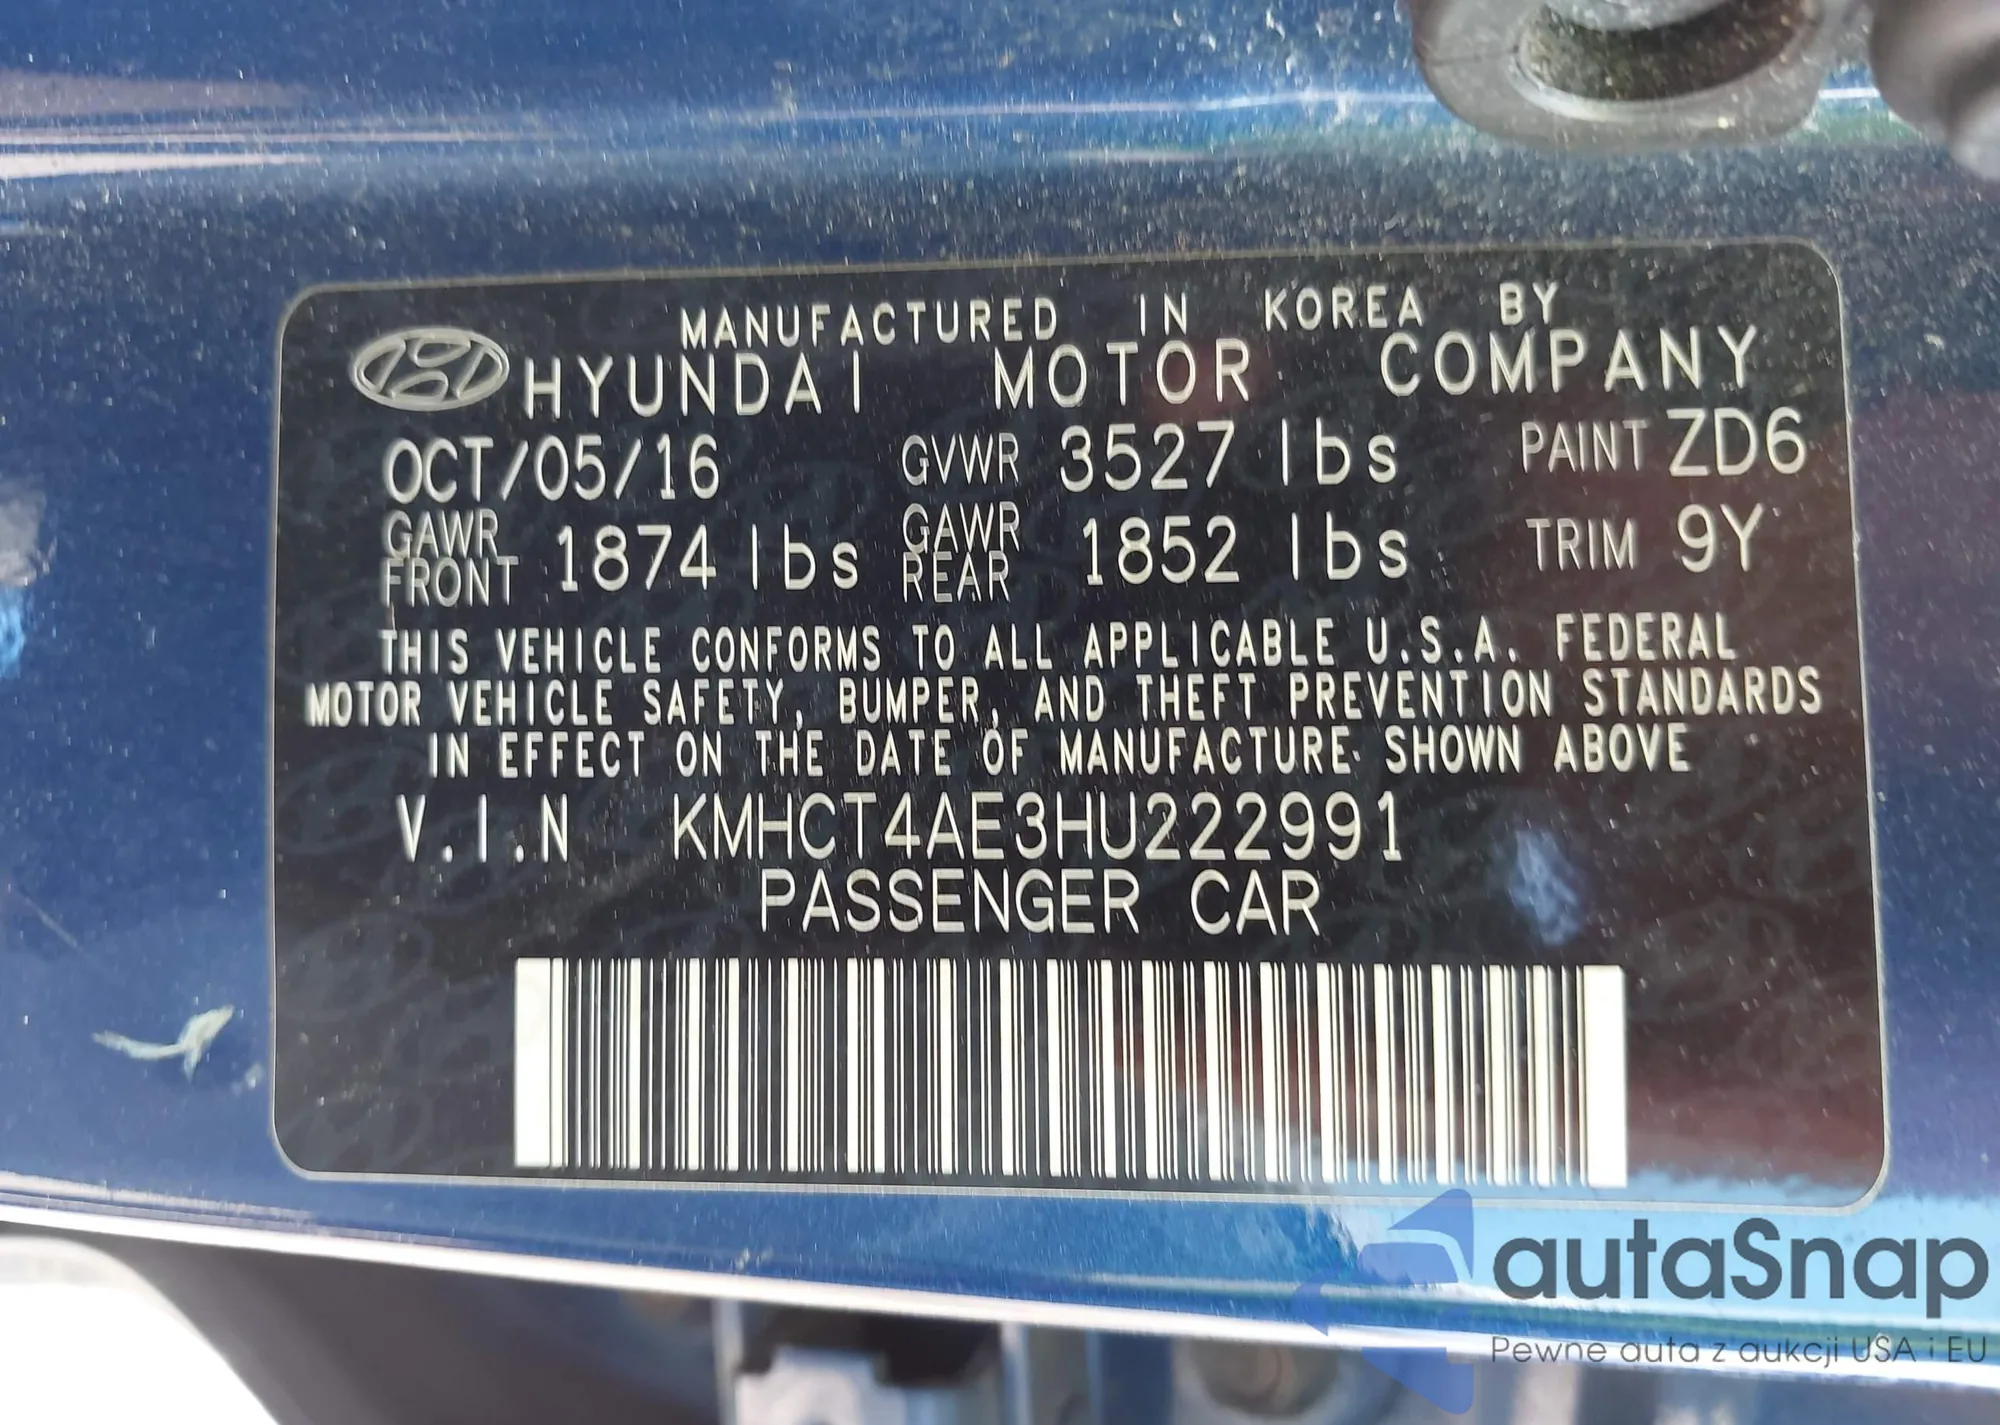 MANUFACTURED IN KOREA BY
HYUNDAI MOTOR COMPANY
OCT/05/16 GVWR 3527 lbs PAINT ZD6
GAWR FRONT 1874 lbs GAWR REAR 1852 lbs TRIM 9Y
THIS VEHICLE CONFORMS TO ALL APPLICABLE U.S.A. FEDERAL
MOTOR VEHICLE SAFETY, BUMPER, AND THEFT PREVENTION STANDARDS
IN EFFECT ON THE DATE OF MANUFACTURE SHOWN ABOVE
V.I.N KMHCT4AE3HU222991
PASSENGER CAR
autaSnap
Pewne auta z aukcji USA i EU